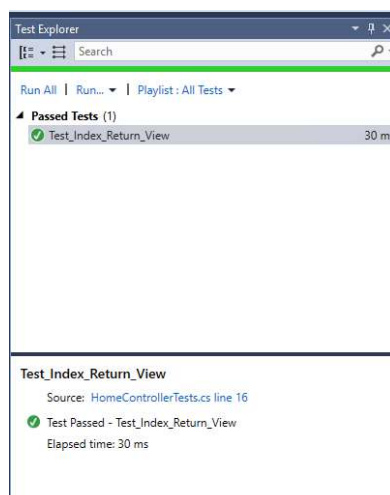 Test Explorer
Search
Run All | Run... | Playlist : All Tests
Passed Tests (1)
Test_Index_Return_View 30 m
Test_Index_Return_View
Source: HomeControllerTests.cs line 16
Test Passed - Test_Index_Return_View
Elapsed time: 30 ms